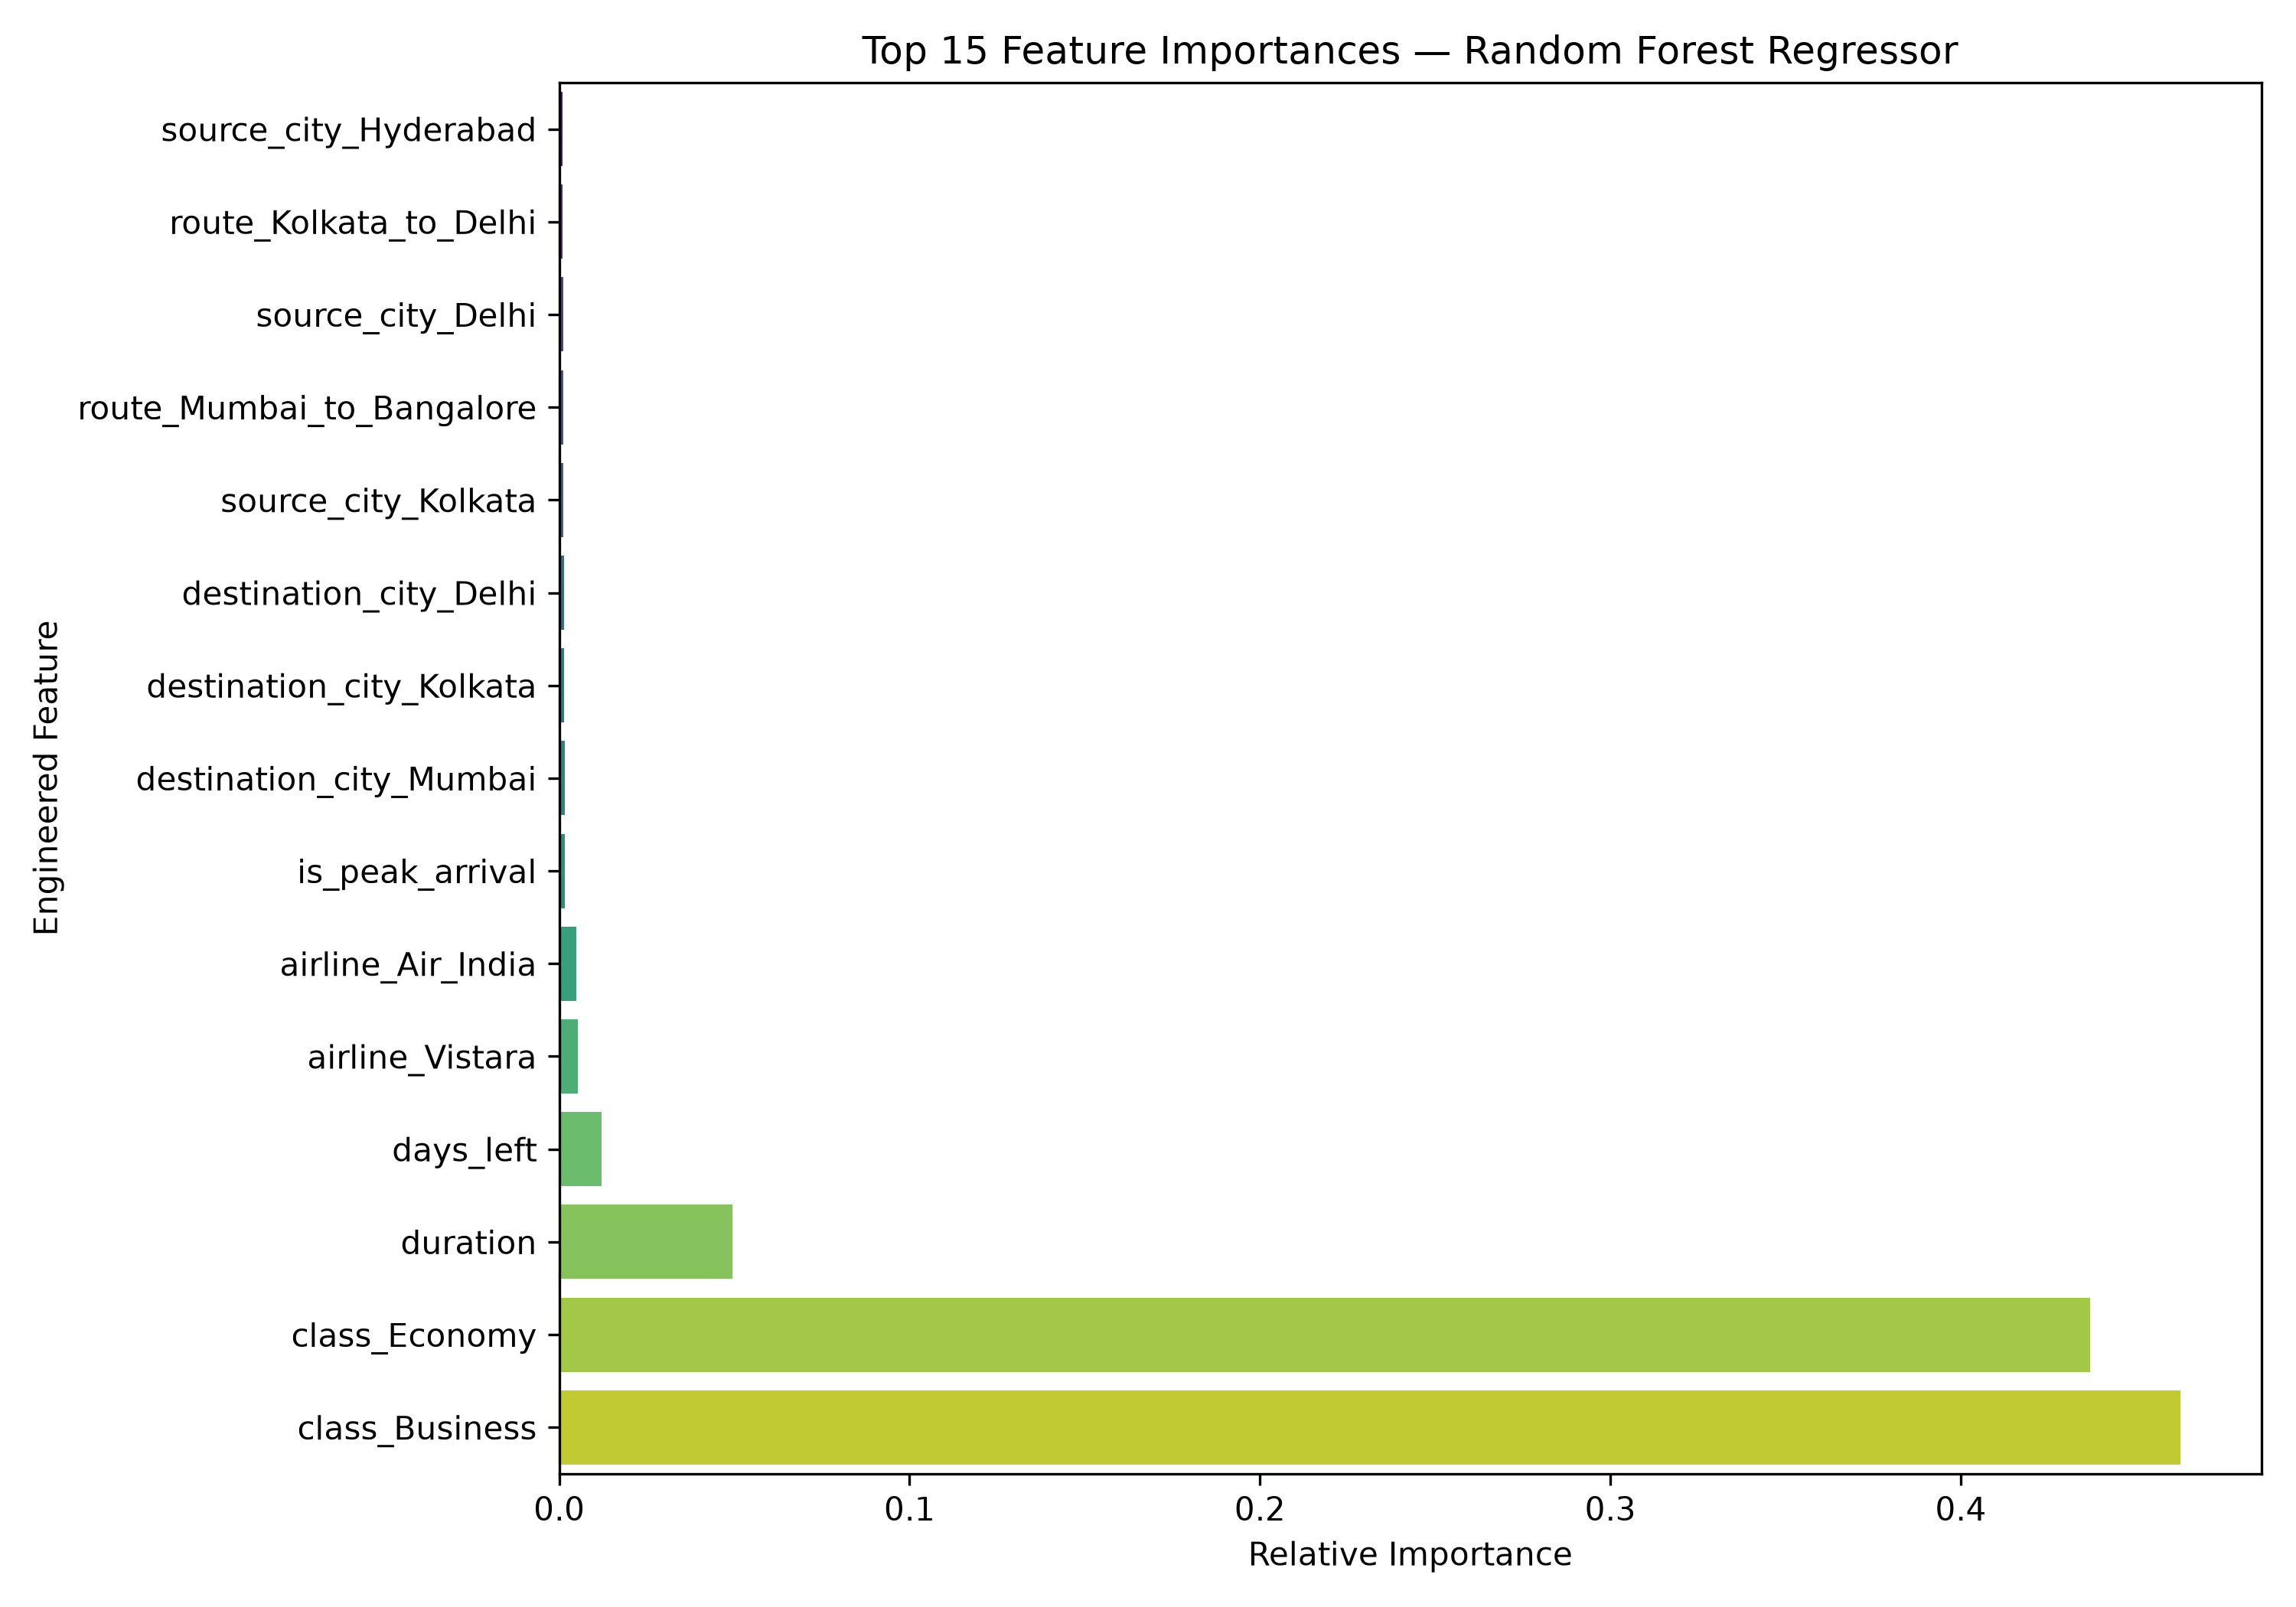 Top 15 Feature Importances — Random Forest Regressor
Engineered Feature
source_city_Hyderabad
route_Kolkata_to_Delhi
source_city_Delhi
route_Mumbai_to_Bangalore
source_city_Kolkata
destination_city_Delhi
destination_city_Kolkata
destination_city_Mumbai
is_peak_arrival
airline_Air_India
airline_Vistara
days_left
duration
class_Economy
class_Business
0.0 0.1 0.2 0.3 0.4
Relative Importance